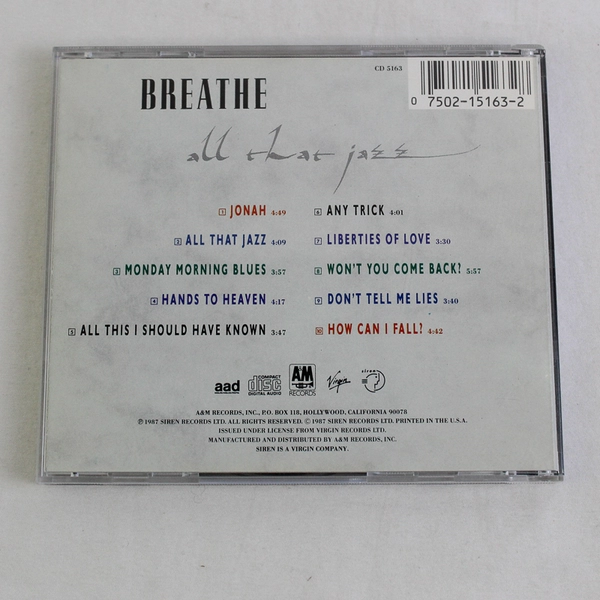 CD 5163
0 7502-15163-2
BREATHE
all that jazz
1 JONAH 4:49
2 ALL THAT JAZZ 4:09
3 MONDAY MORNING BLUES 3:57
4 HANDS TO HEAVEN 4:17
5 ALL THIS I SHOULD HAVE KNOWN 3:47
6 ANY TRICK 4:01
7 LIBERTIES OF LOVE 3:30
8 WON'T YOU COME BACK? 5:57
9 DON'T TELL ME LIES 3:40
10 HOW CAN I FALL? 4:42
aad
COMPACT
disc
DIGITAL AUDIO
A&M
RECORDS
Virgin
siren
A&M RECORDS, INC., P.O. BOX 118, HOLLYWOOD, CALIFORNIA 90078
℗ 1987 SIREN RECORDS LTD. ALL RIGHTS RESERVED. © 1987 SIREN RECORDS LTD. PRINTED IN THE U.S.A.
ISSUED UNDER LICENSE FROM VIRGIN RECORDS LTD.
MANUFACTURED AND DISTRIBUTED BY A&M RECORDS, INC.
SIREN IS A VIRGIN COMPANY.